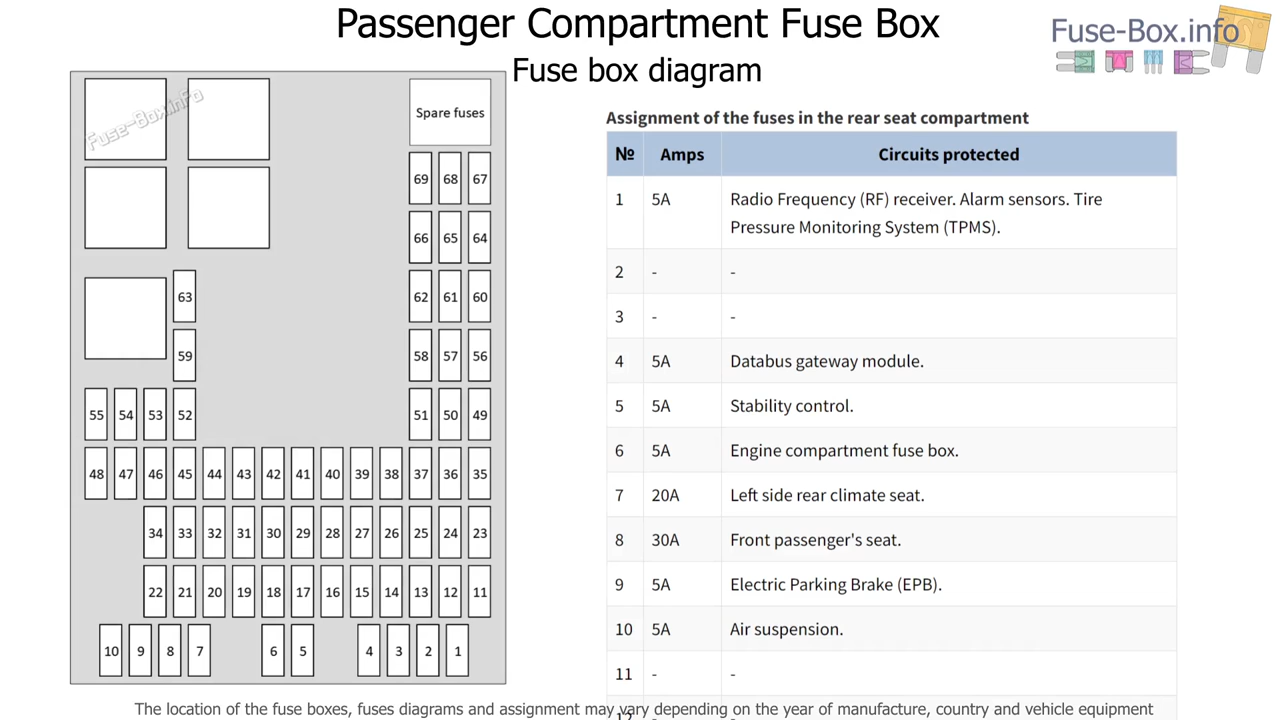 Passenger Compartment Fuse Box
Fuse box diagram
Fuse-Box.info
Fuse-Box.info
Spare fuses
69 68 67
66 65 64
63 62 61 60
59 58 57 56
55 54 53 52 51 50 49
48 47 46 45 44 43 42 41 40 39 38 37 36 35
34 33 32 31 30 29 28 27 26 25 24 23
22 21 20 19 18 17 16 15 14 13 12 11
10 9 8 7 6 5 4 3 2 1
Assignment of the fuses in the rear seat compartment
№ Amps Circuits protected
1 5A Radio Frequency (RF) receiver. Alarm sensors. Tire
Pressure Monitoring System (TPMS).
2 - -
3 - -
4 5A Databus gateway module.
5 5A Stability control.
6 5A Engine compartment fuse box.
7 20A Left side rear climate seat.
8 30A Front passenger's seat.
9 5A Electric Parking Brake (EPB).
10 5A Air suspension.
11 - -
12 - -
The location of the fuse boxes, fuses diagrams and assignment may vary depending on the year of manufacture, country and vehicle equipment